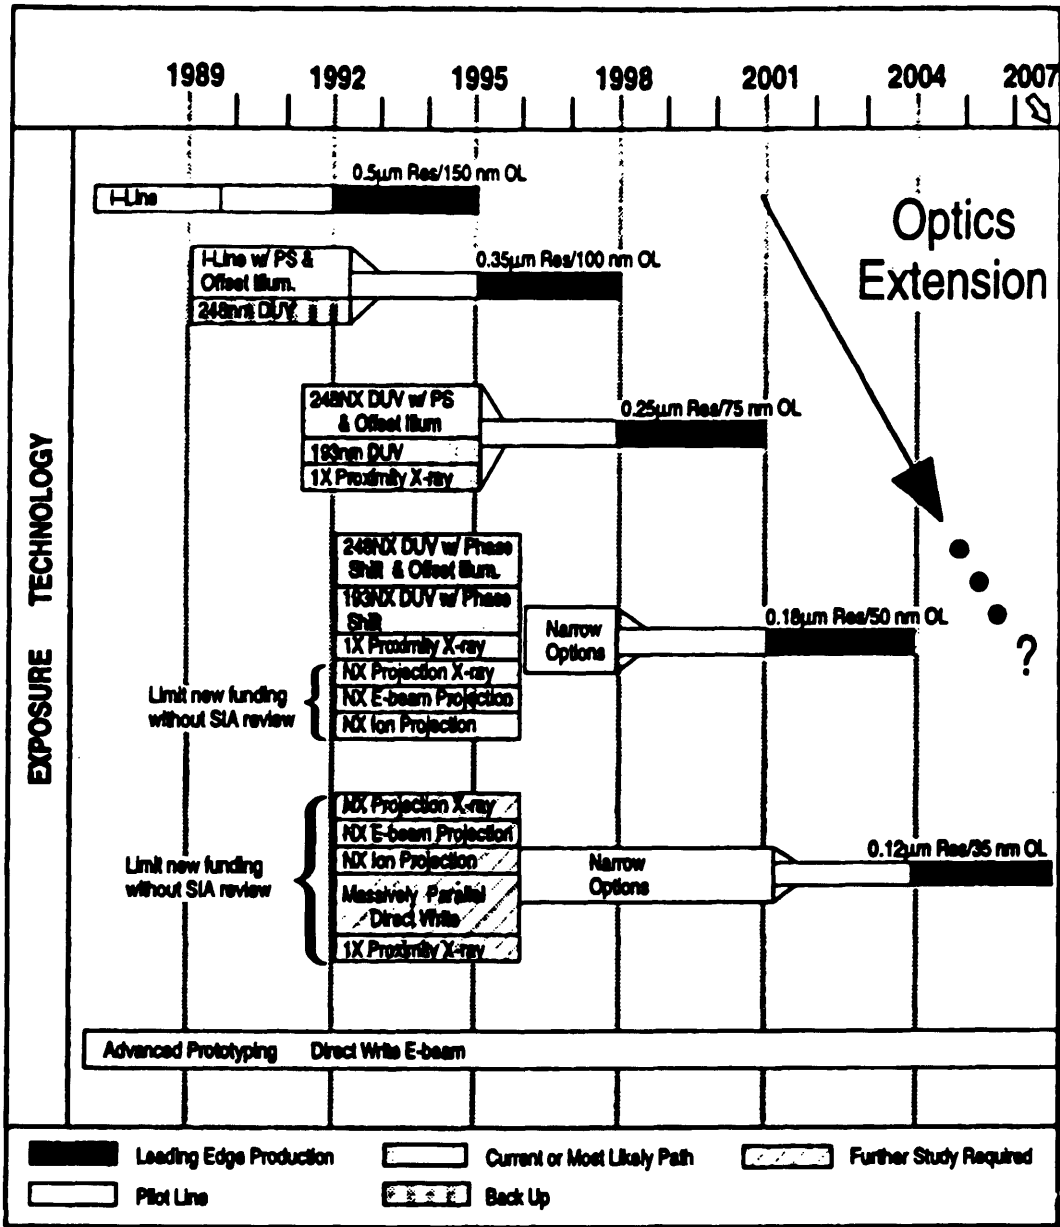 1989 1992 1995 1998 2001 2004 2007
EXPOSURE TECHNOLOGY
0.5µm Res/150 nm OL
I-Line
Optics
Extension
I-Line w/ PS &
Offset Illum.
248nm DUV
0.35µm Res/100 nm OL
248NX DUV w/ PS
& Offset Illum
193nm DUV
1X Proximity X-ray
0.25µm Res/75 nm OL
248NX DUV w/ Phase
Shift & Offset Illum.
193NX DUV w/ Phase
Shift
1X Proximity X-ray
NX Projection X-ray
NX E-beam Projection
NX Ion Projection
Limit new funding
without SIA review
Narrow
Options
0.18µm Res/50 nm OL
?
NX Projection X-ray
NX E-beam Projection
NX Ion Projection
Massively Parallel
Direct Write
1X Proximity X-ray
Limit new funding
without SIA review
Narrow
Options
0.12µm Res/35 nm OL
Advanced Prototyping Direct Write E-beam
Leading Edge Production
Current or Most Likely Path
Further Study Required
Pilot Line
Back Up